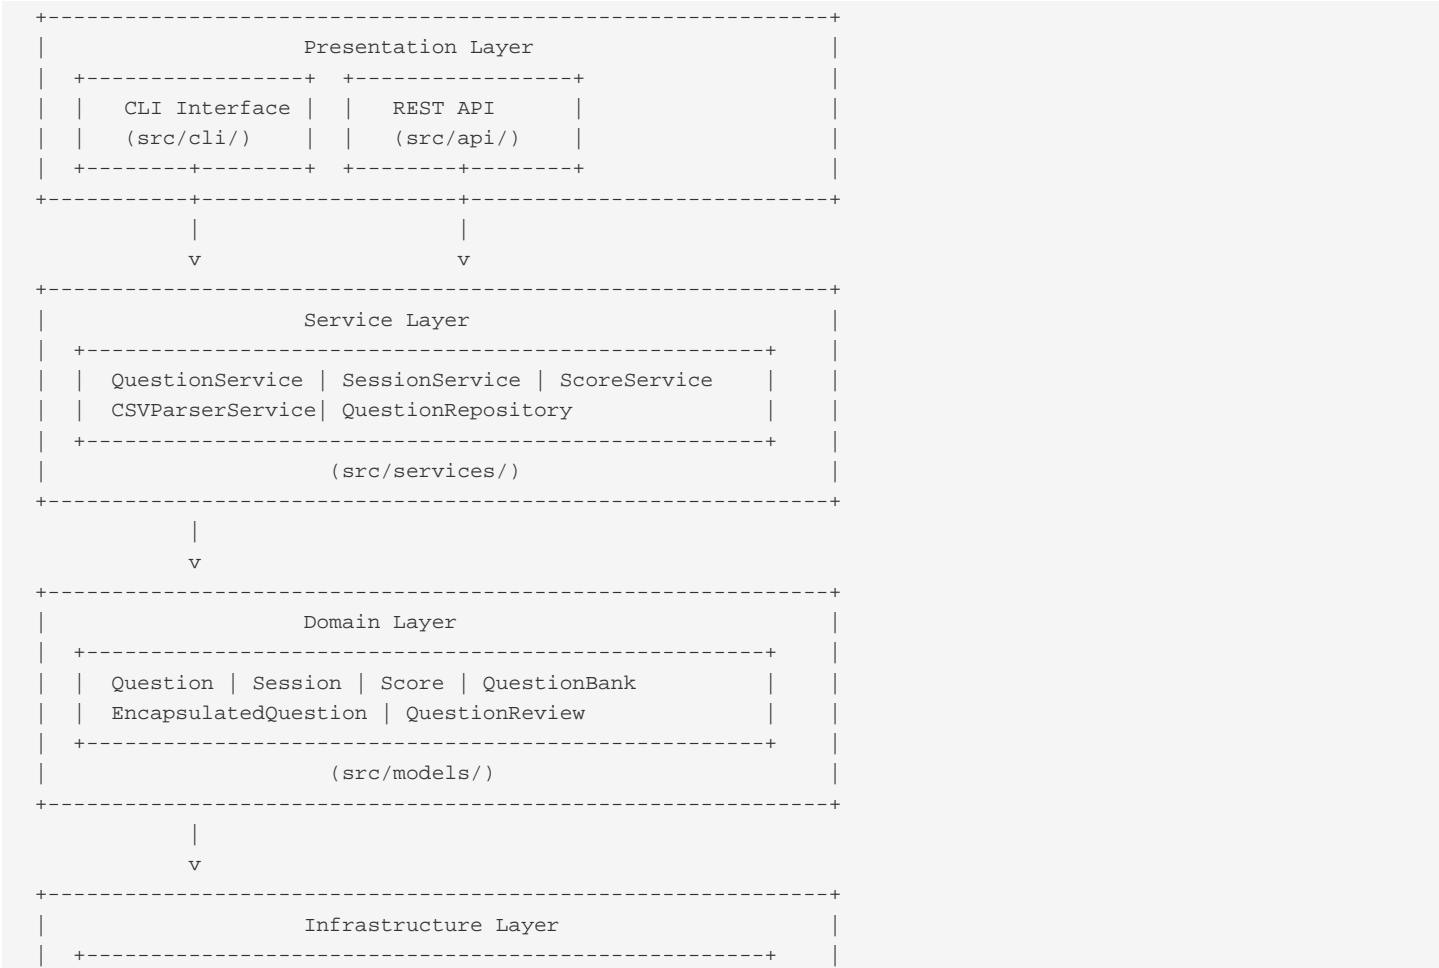 +-------------------------------------------------------------+
|                    Presentation Layer                       |
|  +-----------------+  +-----------------+                   |
|  |   CLI Interface |  |   REST API      |                   |
|  |   (src/cli/)    |  |   (src/api/)    |                   |
|  +--------+--------+  +--------+--------+                   |
+-----------+--------------------+----------------------------+
            |                    |
            v                    v
+-------------------------------------------------------------+
|                    Service Layer                            |
|  +-----------------------------------------------------+    |
|  |  QuestionService | SessionService | ScoreService    |    |
|  |  CSVParserService| QuestionRepository               |    |
|  +-----------------------------------------------------+    |
|                      (src/services/)                        |
+-------------------------------------------------------------+
            |
            v
+-------------------------------------------------------------+
|                    Domain Layer                             |
|  +-----------------------------------------------------+    |
|  |  Question | Session | Score | QuestionBank          |    |
|  |  EncapsulatedQuestion | QuestionReview              |    |
|  +-----------------------------------------------------+    |
|                      (src/models/)                          |
+-------------------------------------------------------------+
            |
            v
+-------------------------------------------------------------+
|                    Infrastructure Layer                     |
|  +-----------------------------------------------------+    |